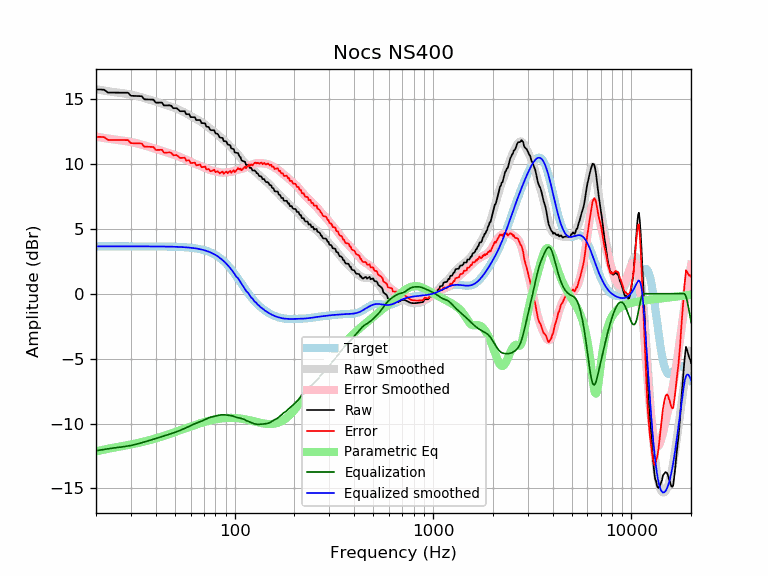 Nocs NS400
Amplitude (dBr)
15
10
5
0
−5
−10
−15
Target
Raw Smoothed
Error Smoothed
Raw
Error
Parametric Eq
Equalization
Equalized smoothed
100
1000
10000
Frequency (Hz)